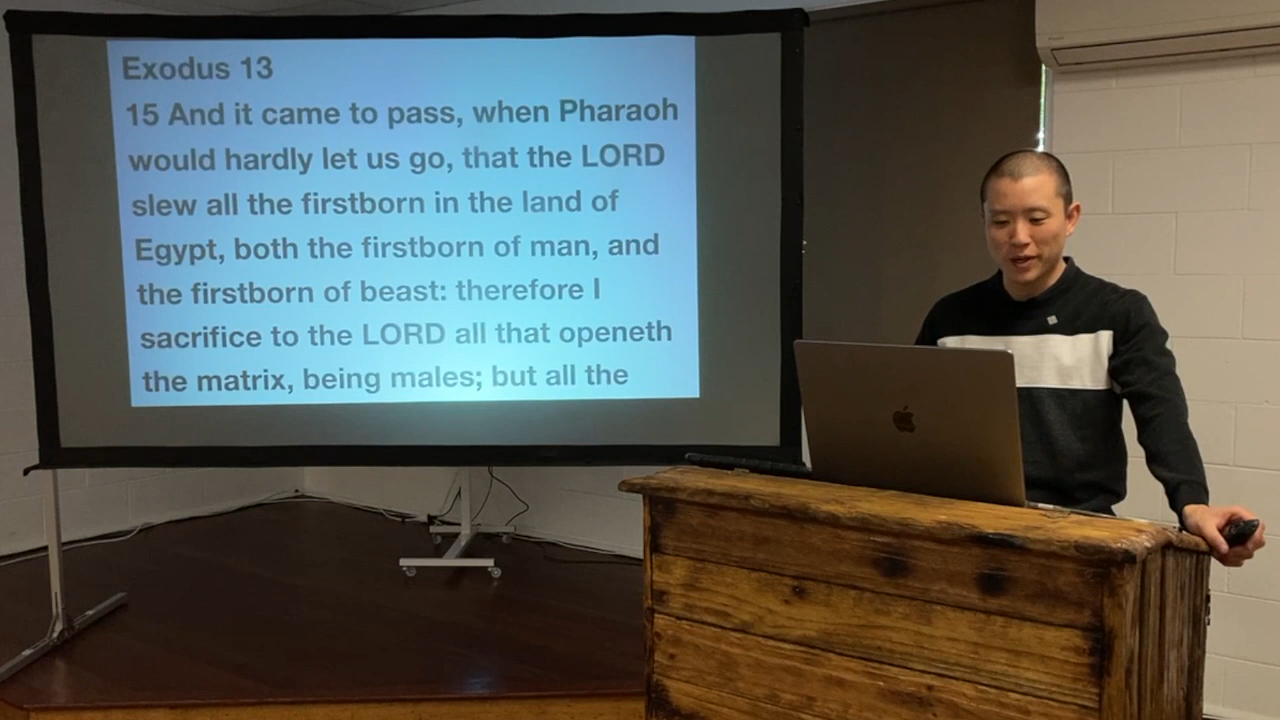 Exodus 13
15 And it came to pass, when Pharaoh
would hardly let us go, that the LORD
slew all the firstborn in the land of
Egypt, both the firstborn of man, and
the firstborn of beast: therefore I
sacrifice to the LORD all that openeth
the matrix, being males; but all the